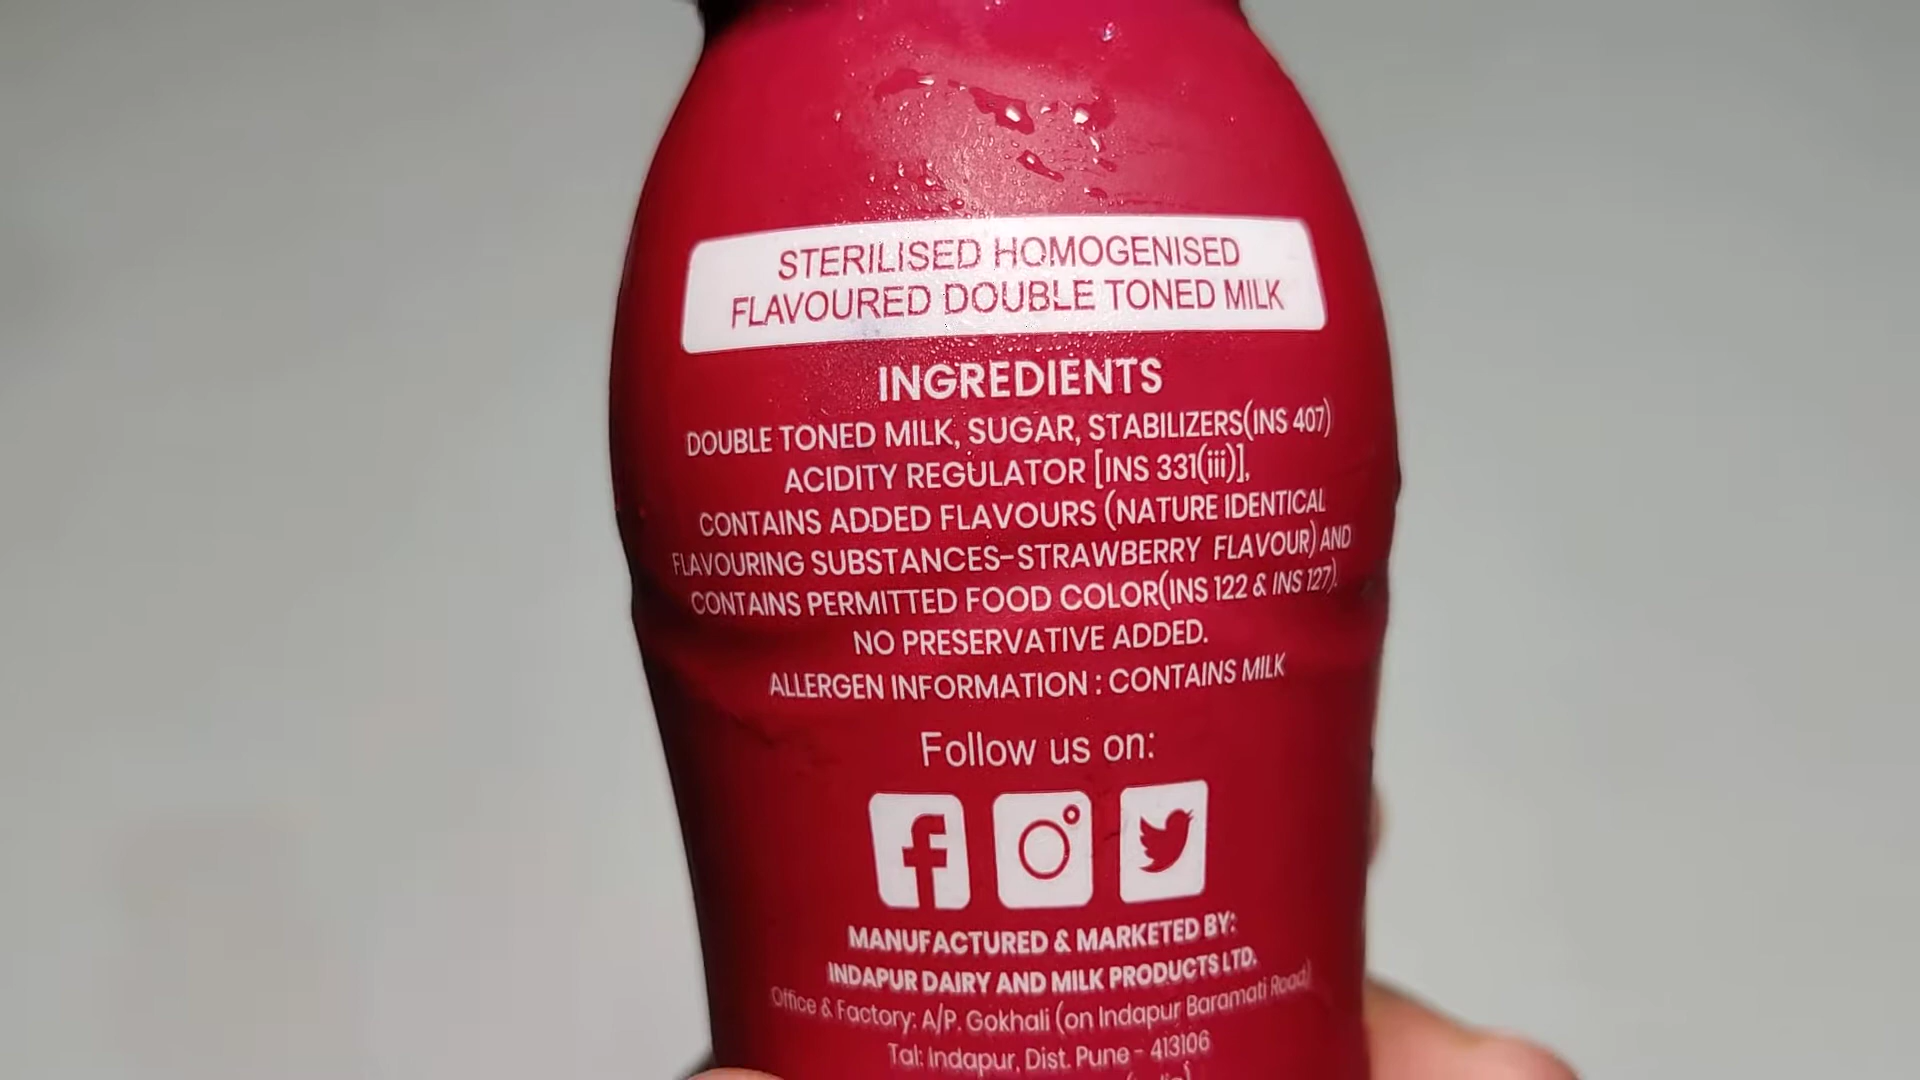 STERILISED HOMOGENISED
FLAVOURED DOUBLE TONED MILK
INGREDIENTS
DOUBLE TONED MILK, SUGAR, STABILIZERS(INS 407)
ACIDITY REGULATOR [INS 331(iii)],
CONTAINS ADDED FLAVOURS (NATURE IDENTICAL
FLAVOURING SUBSTANCES-STRAWBERRY FLAVOUR) AND
CONTAINS PERMITTED FOOD COLOR(INS 122 & INS 127).
NO PRESERVATIVE ADDED.
ALLERGEN INFORMATION : CONTAINS MILK
Follow us on:
MANUFACTURED & MARKETED BY:
INDAPUR DAIRY AND MILK PRODUCTS LTD.
Office & Factory: A/P. Gokhali (on Indapur Baramati Road)
Tal: Indapur, Dist. Pune - 413106